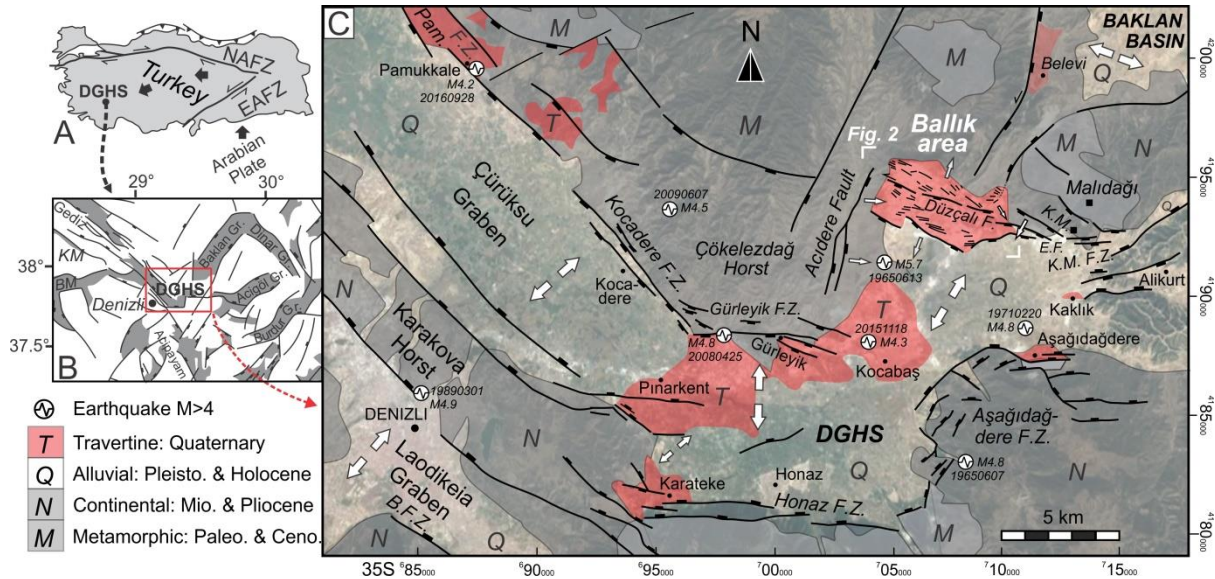 A
NAFZ
Turkey
DGHS
EAFZ
Arabian
Plate
29°
30°
38°
37.5°
B
Gediz
KM
BM
Denizli
DGHS
Baklan Gr.
Dinar Gr.
Acıgöl Gr.
Burdur Gr.
Acıpayam
Earthquake M>4
T Travertine: Quaternary
Q Alluvial: Pleisto. & Holocene
N Continental: Mio. & Pliocene
M Metamorphic: Paleo. & Ceno.
C
Pam. F.Z.
Pamukkale
M4.2
20160928
M
N
M
BAKLAN
BASIN
Belevi
Q
Q
T
M
Fig. 2
Ballık
area
M
Malıdağı
Çürüksu
Graben
Kocadere F.Z.
20090607
M4.5
Çökelezdağ
Horst
Acıdere Fault
Düzçalı F.
K.M.
E.F.
K.M. F.Z.
Q
Alikurt
M5.7
19650613
Koca-
dere
N
Karakova
Horst
Gürleyik F.Z.
M4.8
20080425
Gürleyik
T
20151118
M4.3
Kocabaş
Q
Kaklık
19710220
M4.8
Aşağıdağdere
Pınarkent
T
19890301
M4.9
DENIZLI
Laodikeia
Graben
B.F.Z.
N
DGHS
Aşağıdağ-
dere F.Z.
M4.8
19650607
N
Karateke
Honaz
Q
Honaz F.Z.
N
Q
M
5 km
35S
685000
690000
695000
700000
705000
710000
715000
4200000
4195000
4190000
4185000
4180000